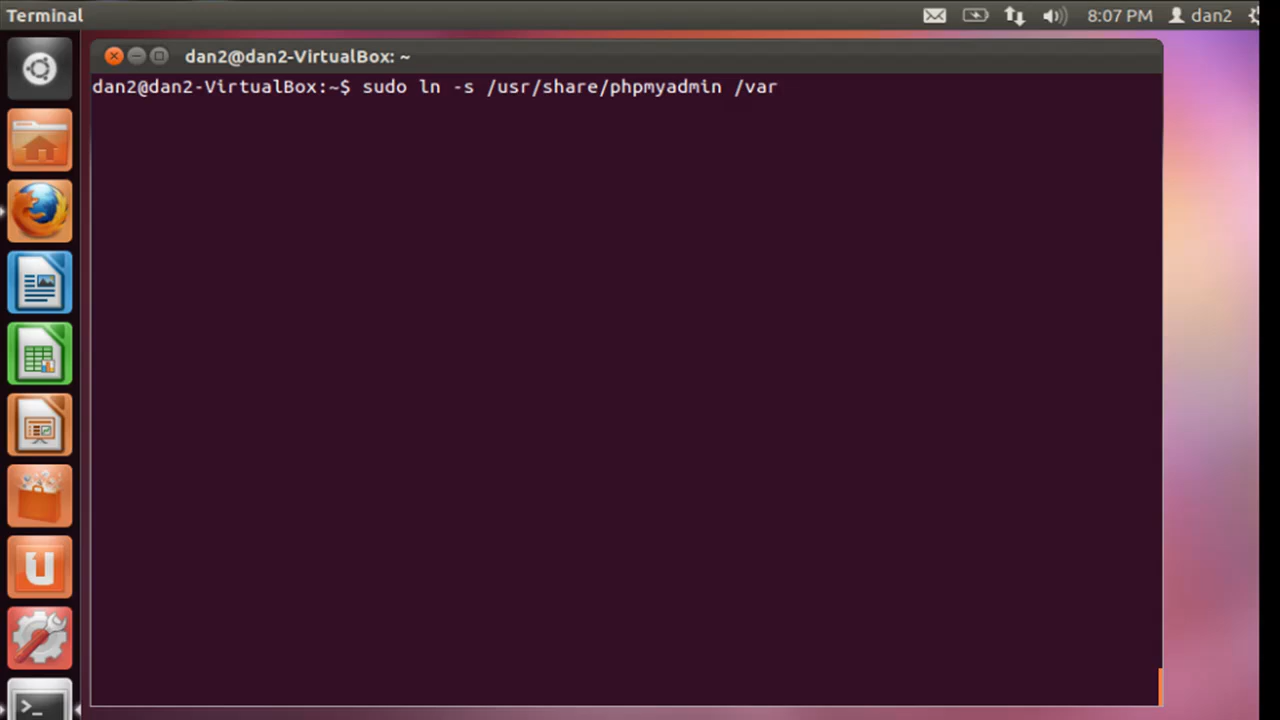 Terminal
8:07 PM
dan2
dan2@dan2-VirtualBox: ~
dan2@dan2-VirtualBox:~$ sudo ln -s /usr/share/phpmyadmin /var